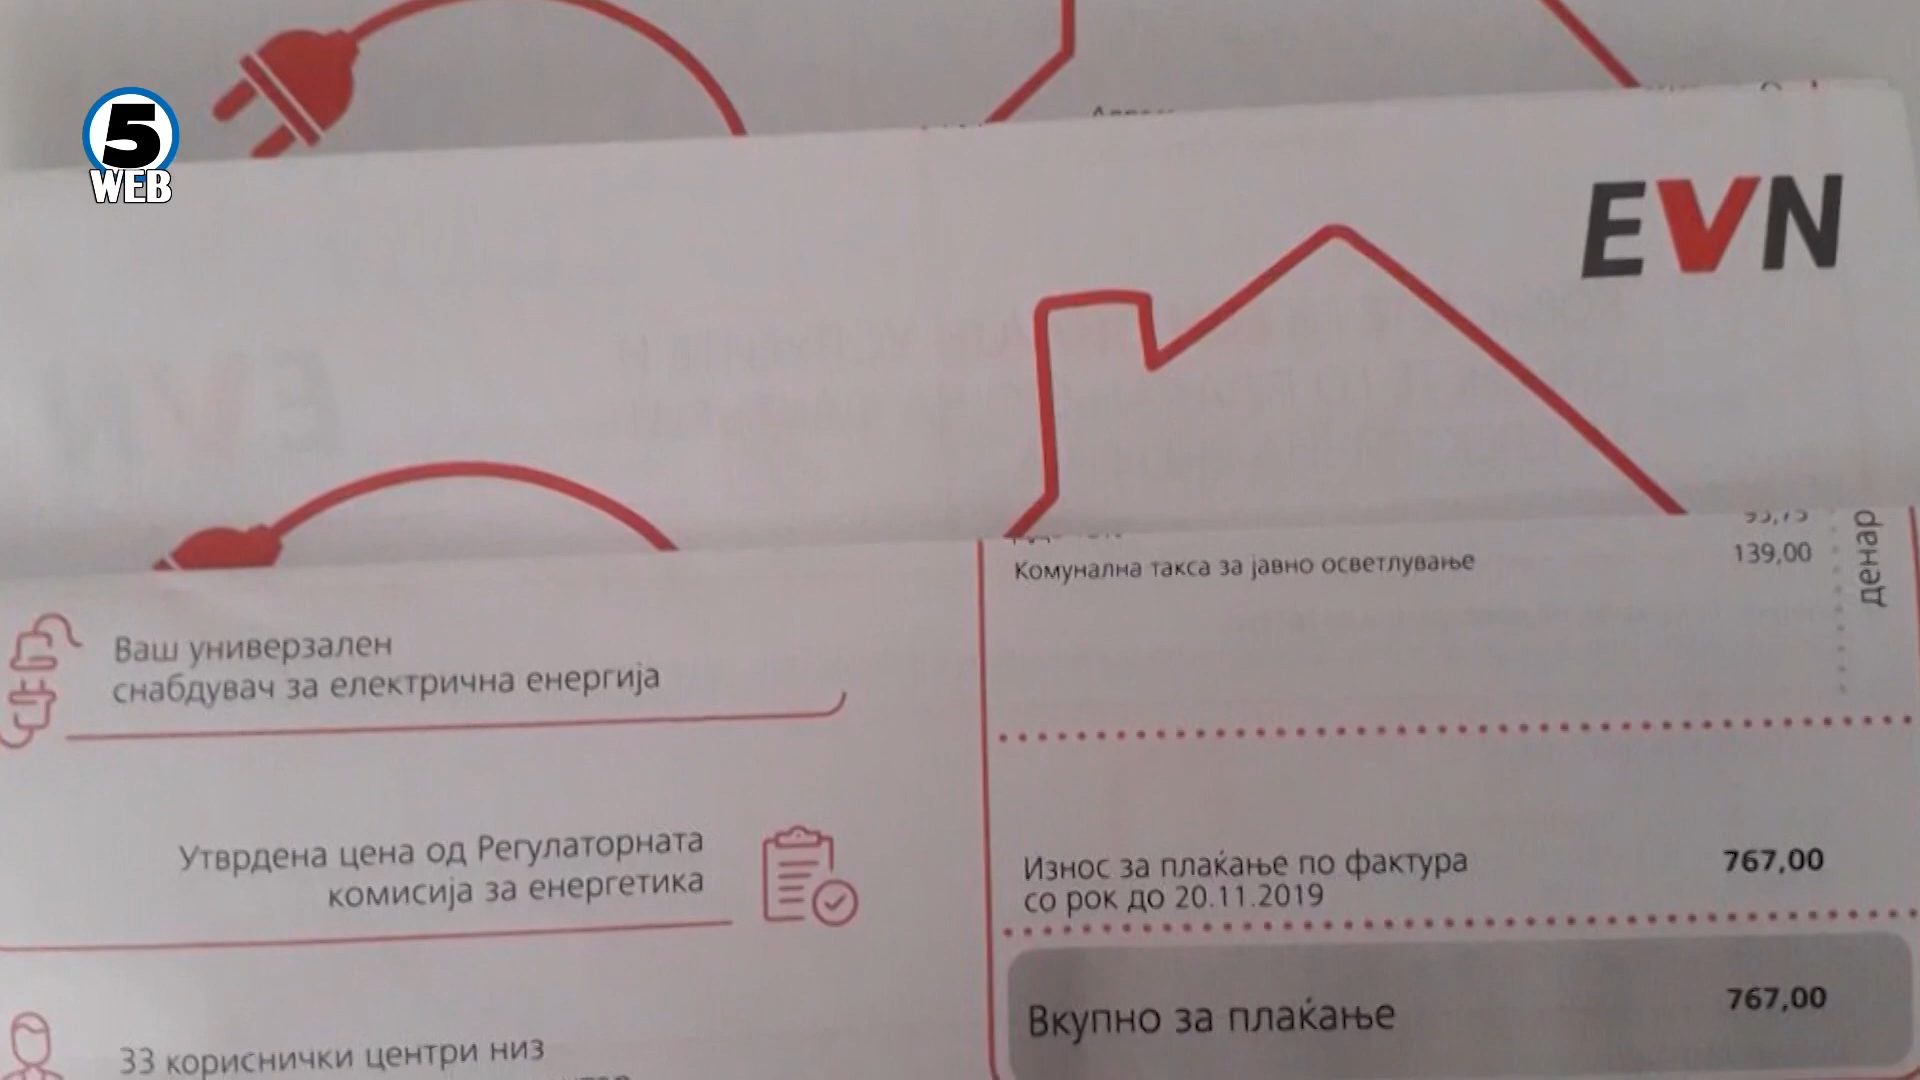 5
WEB
EVN
Комунална такса за јавно осветлување 139,00
денар
Ваш универзален
снабдувач за електрична енергија
Утврдена цена од Регулаторната
комисија за енергетика
Износ за плаќање по фактура 767,00
со рок до 20.11.2019
Вкупно за плаќање 767,00
33 кориснички центри низ